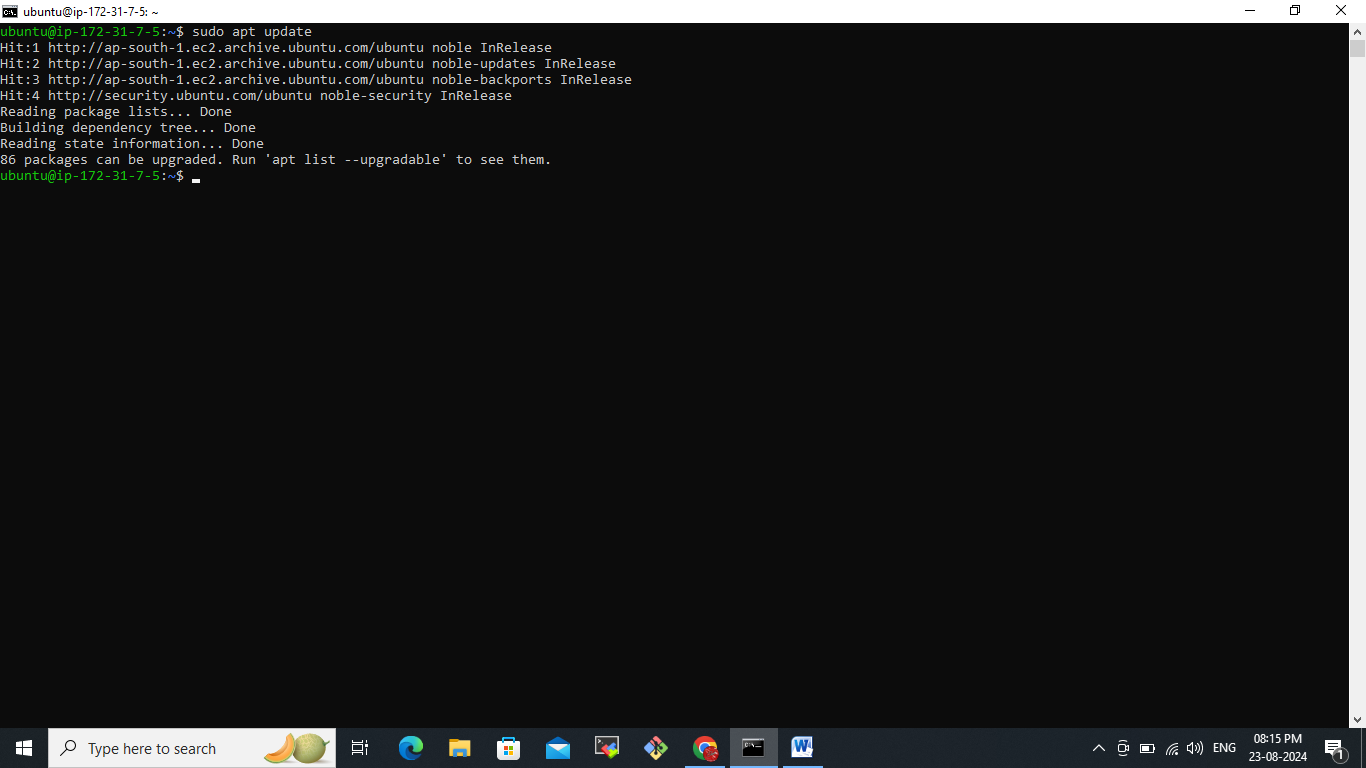 ubuntu@ip-172-31-7-5: ~
ubuntu@ip-172-31-7-5:~$ sudo apt update
Hit:1 http://ap-south-1.ec2.archive.ubuntu.com/ubuntu noble InRelease
Hit:2 http://ap-south-1.ec2.archive.ubuntu.com/ubuntu noble-updates InRelease
Hit:3 http://ap-south-1.ec2.archive.ubuntu.com/ubuntu noble-backports InRelease
Hit:4 http://security.ubuntu.com/ubuntu noble-security InRelease
Reading package lists... Done
Building dependency tree... Done
Reading state information... Done
86 packages can be upgraded. Run 'apt list --upgradable' to see them.
ubuntu@ip-172-31-7-5:~$
Type here to search
ENG
08:15 PM
23-08-2024
1